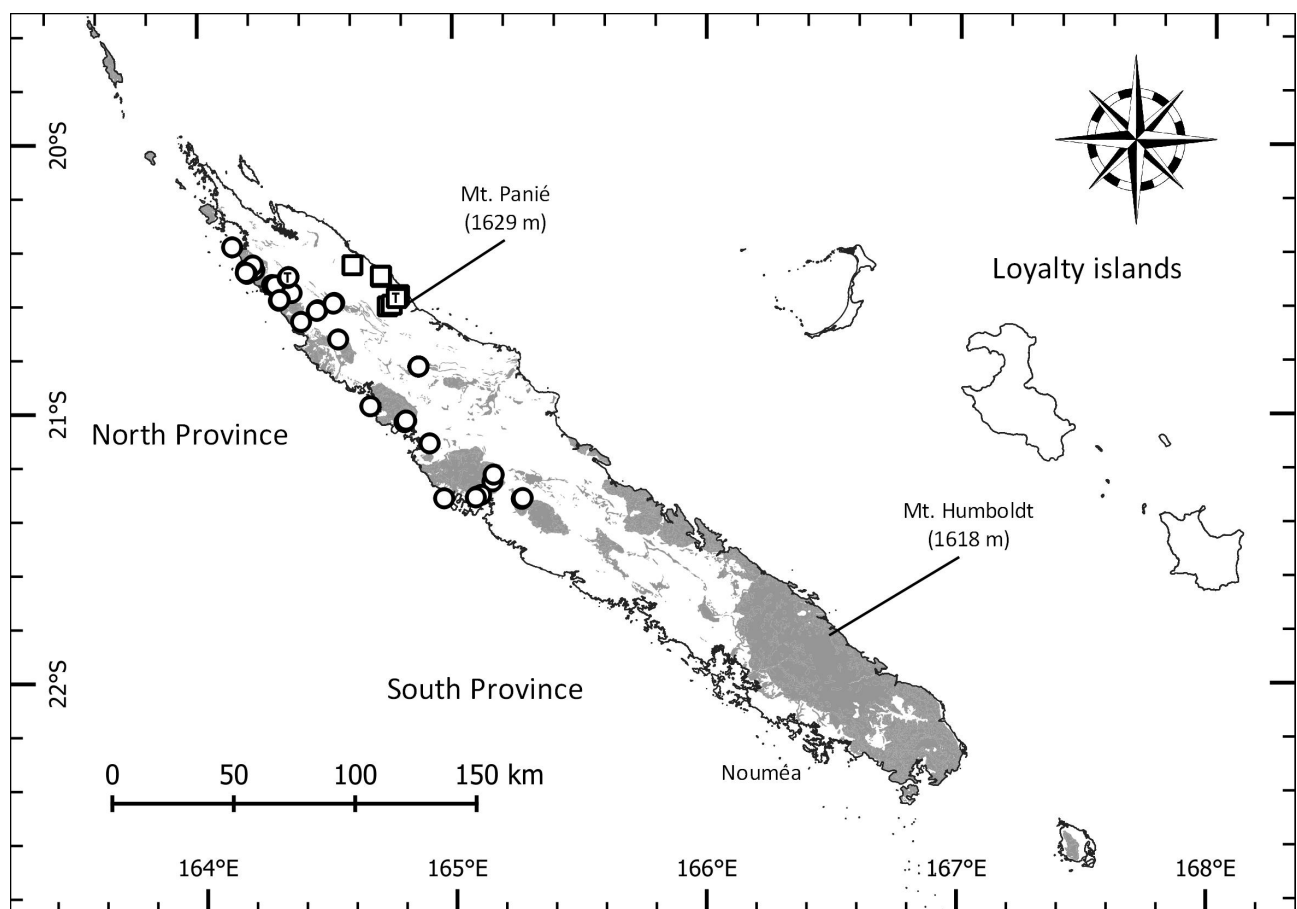 20°S
Mt. Panié
(1629 m)
Loyalty islands
T
T
21°S
North Province
Mt. Humboldt
(1618 m)
22°S
South Province
Nouméa
0 50 100 150 km
164°E 165°E 166°E 167°E 168°E